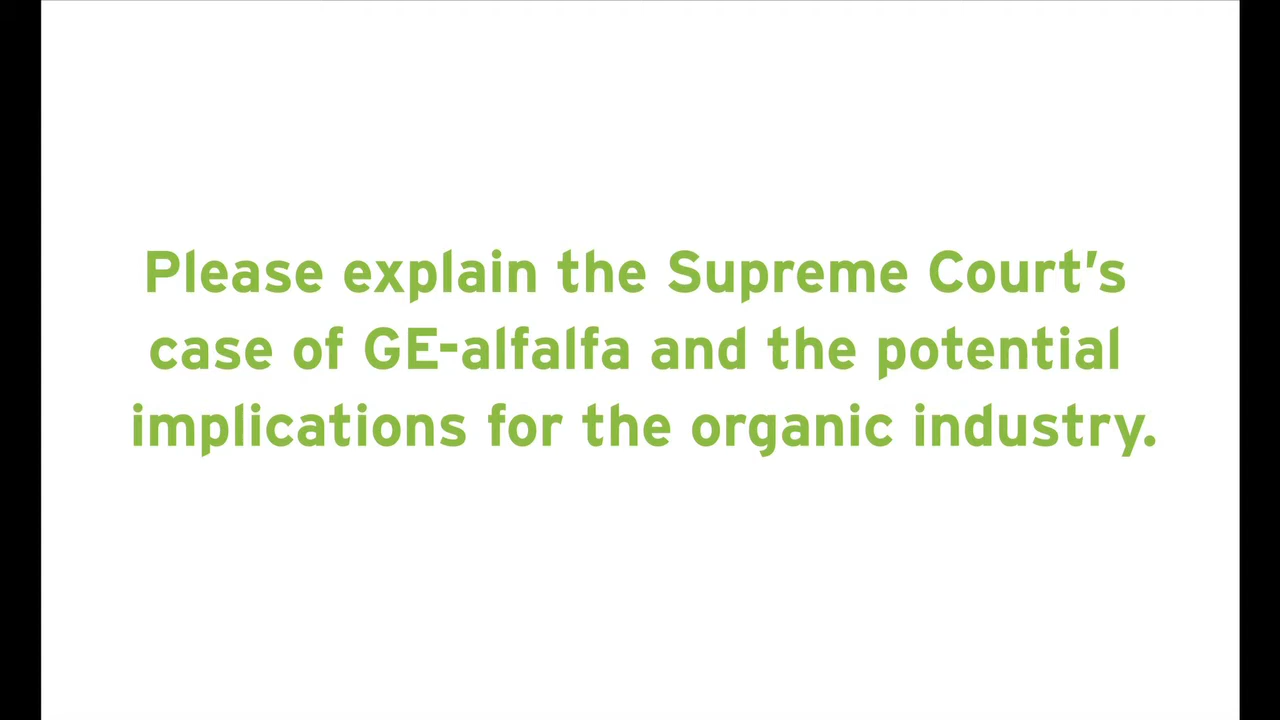 Please explain the Supreme Court’s
case of GE-alfalfa and the potential
implications for the organic industry.